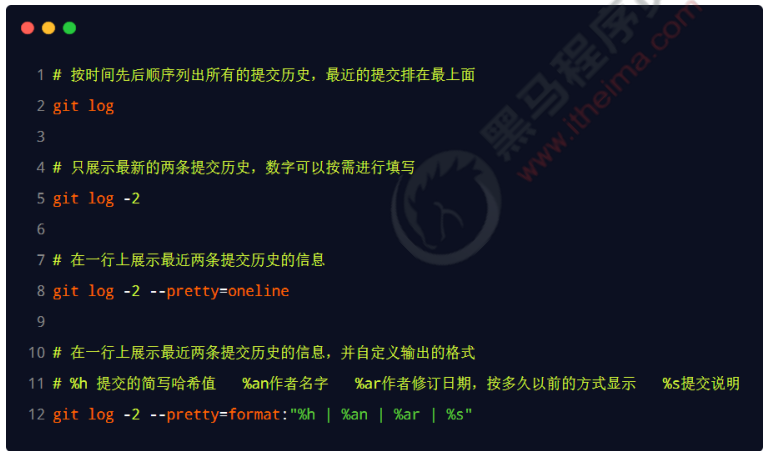 1 # 按时间先后顺序列出所有的提交历史，最近的提交排在最上面
2 git log
3
4 # 只展示最新的两条提交历史，数字可以按需进行填写
5 git log -2
6
7 # 在一行上展示最近两条提交历史的信息
8 git log -2 --pretty=oneline
9
10 # 在一行上展示最近两条提交历史的信息，并自定义输出的格式
11 # %h 提交的简写哈希值   %an作者名字   %ar作者修订日期，按多久以前的方式显示   %s提交说明
12 git log -2 --pretty=format:"%h | %an | %ar | %s"
黑马程序
www.itheima.com